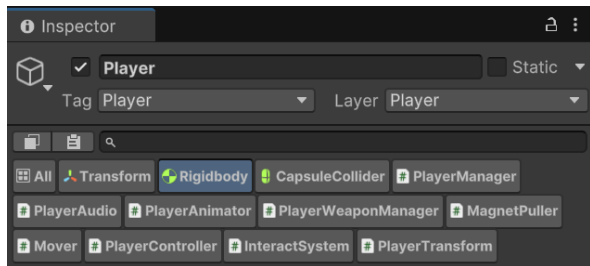 Inspector
Player Static
Tag Player Layer Player
All Transform Rigidbody CapsuleCollider # PlayerManager
# PlayerAudio # PlayerAnimator # PlayerWeaponManager # MagnetPuller
# Mover # PlayerController # InteractSystem # PlayerTransform